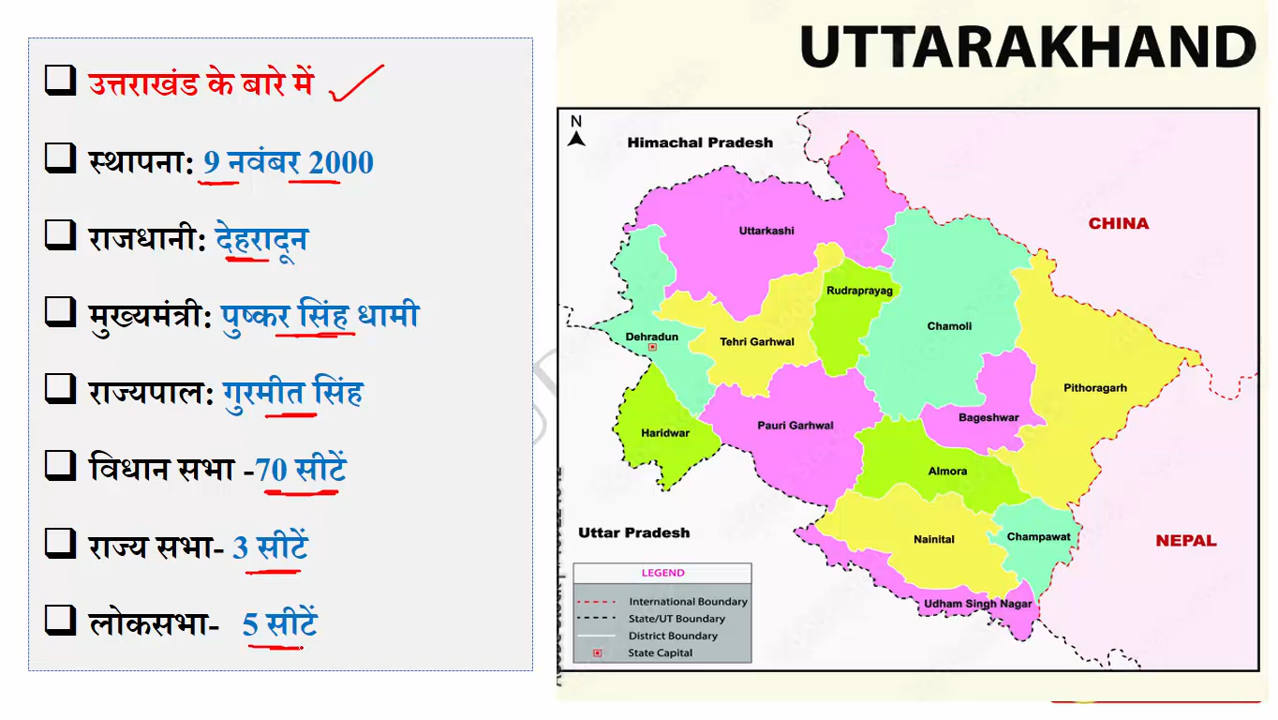 उत्तराखंड के बारे में
स्थापना: 9 नवंबर 2000
राजधानी: देहरादून
मुख्यमंत्री: पुष्कर सिंह धामी
राज्यपाल: गुरमीत सिंह
विधान सभा -70 सीटें
राज्य सभा- 3 सीटें
लोकसभा- 5 सीटें
UTTARAKHAND
N
Himachal Pradesh
CHINA
Uttarkashi
Rudraprayag
Chamoli
Dehradun
Tehri Garhwal
Pithoragarh
Haridwar
Pauri Garhwal
Bageshwar
Almora
Uttar Pradesh
Nainital
Champawat
NEPAL
Udham Singh Nagar
LEGEND
International Boundary
State/UT Boundary
District Boundary
State Capital